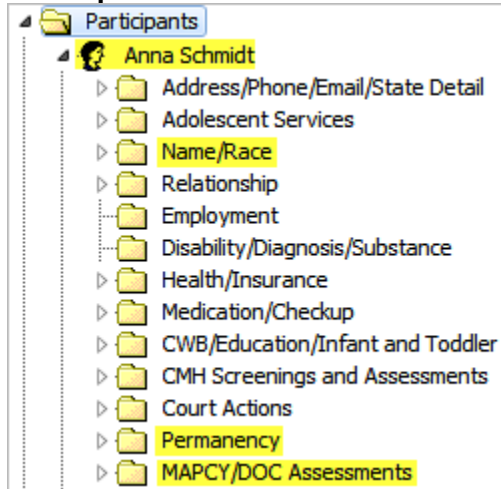 Participants
Anna Schmidt
Address/Phone/Email/State Detail
Adolescent Services
Name/Race
Relationship
Employment
Disability/Diagnosis/Substance
Health/Insurance
Medication/Checkup
CWB/Education/Infant and Toddler
CMH Screenings and Assessments
Court Actions
Permanency
MAPCY/DOC Assessments